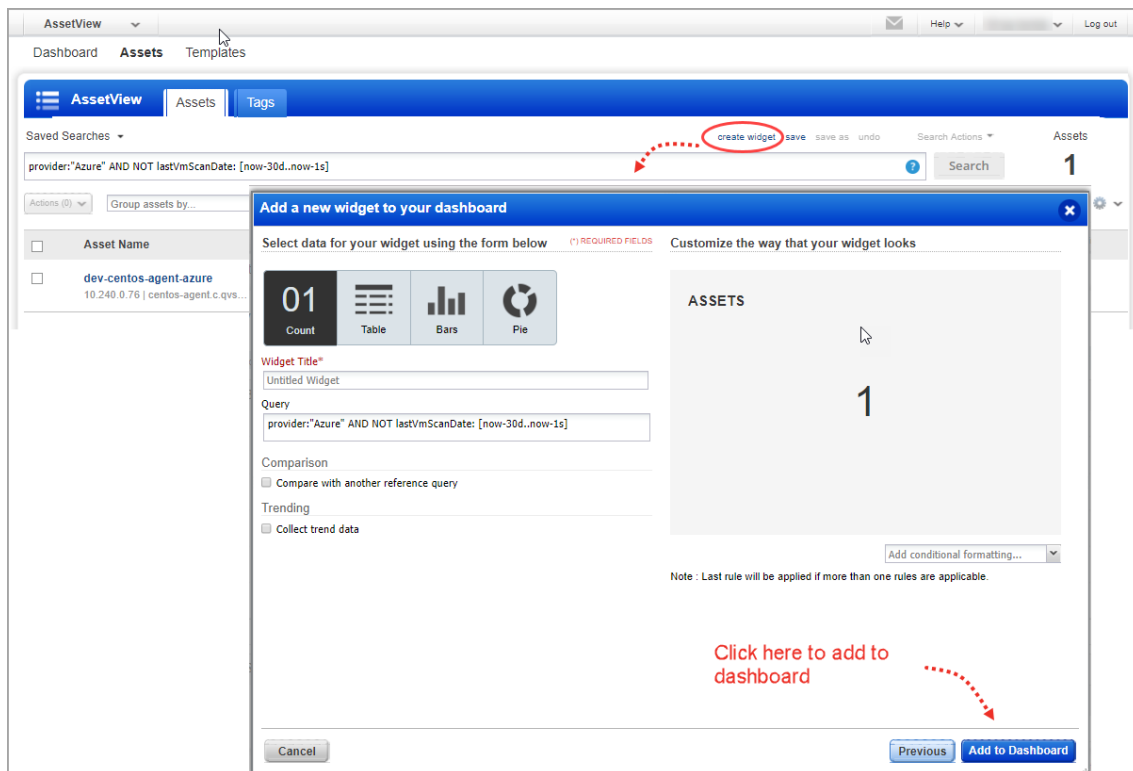 AssetView
Help
Log out
Dashboard Assets Templates
AssetView Assets Tags
Saved Searches
create widget save save as undo Search Actions Assets
provider:"Azure" AND NOT lastVmScanDate: [now-30d..now-1s] ? Search 1
Actions (0) Group assets by...
Add a new widget to your dashboard
Asset Name
dev-centos-agent-azure
10.240.0.76 | centos-agent.c.qvs...
Select data for your widget using the form below (*) REQUIRED FIELDS
01
Count Table Bars Pie
Widget Title*
Untitled Widget
Query
provider:"Azure" AND NOT lastVmScanDate: [now-30d..now-1s]
Comparison
Compare with another reference query
Trending
Collect trend data
Customize the way that your widget looks
ASSETS
1
Add conditional formatting...
Note : Last rule will be applied if more than one rules are applicable.
Click here to add to
dashboard
Cancel Previous Add to Dashboard